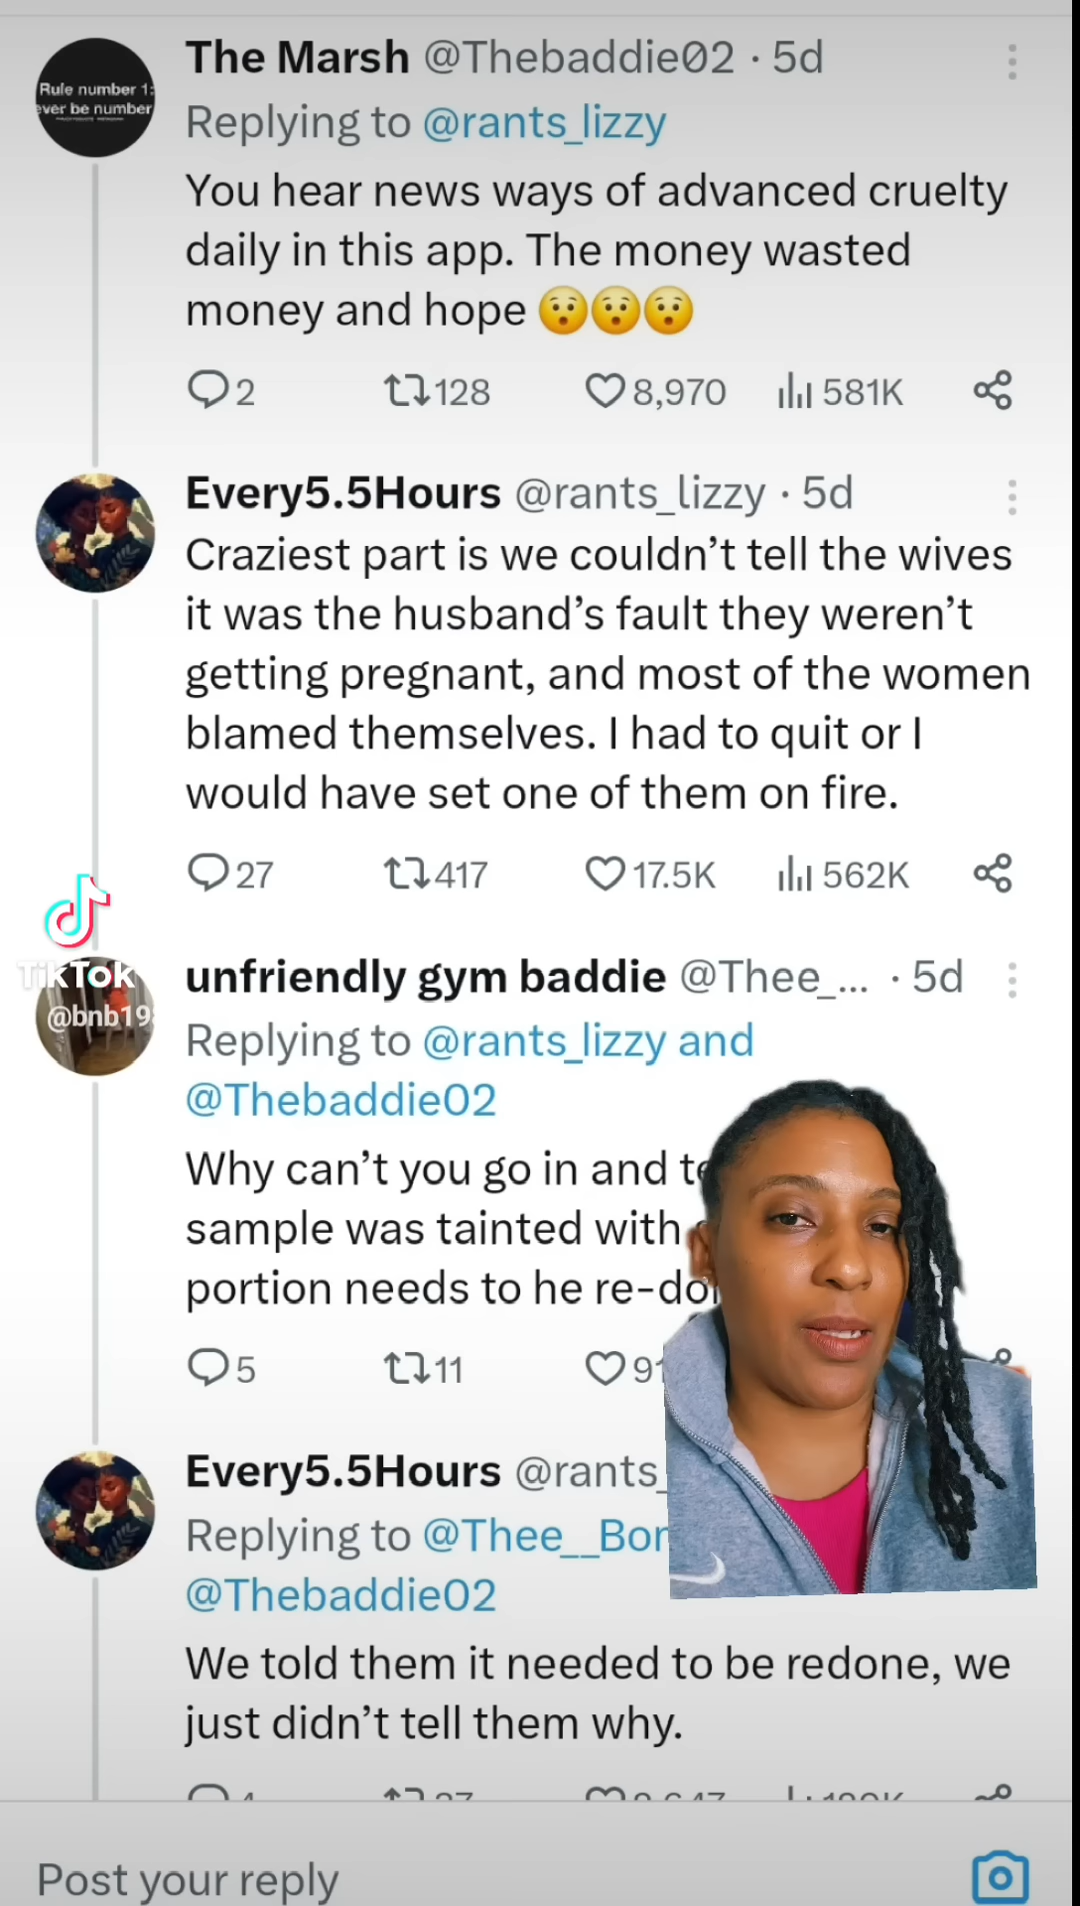 Rule number 1:
ever be number
The Marsh @Thebaddie02 · 5d
Replying to @rants_lizzy
You hear news ways of advanced cruelty
daily in this app. The money wasted
money and hope 😯😯😯
2 128 8,970 581K
Every5.5Hours @rants_lizzy · 5d
Craziest part is we couldn’t tell the wives
it was the husband’s fault they weren’t
getting pregnant, and most of the women
blamed themselves. I had to quit or I
would have set one of them on fire.
27 417 17.5K 562K
TikTok
@bnb19
unfriendly gym baddie @Thee_... · 5d
Replying to @rants_lizzy and
@Thebaddie02
Why can’t you go in and
sample was tainted with
portion needs to he re-do
5 11 91
Every5.5Hours @rants_
Replying to @Thee__Bon
@Thebaddie02
We told them it needed to be redone, we
just didn’t tell them why.
Post your reply